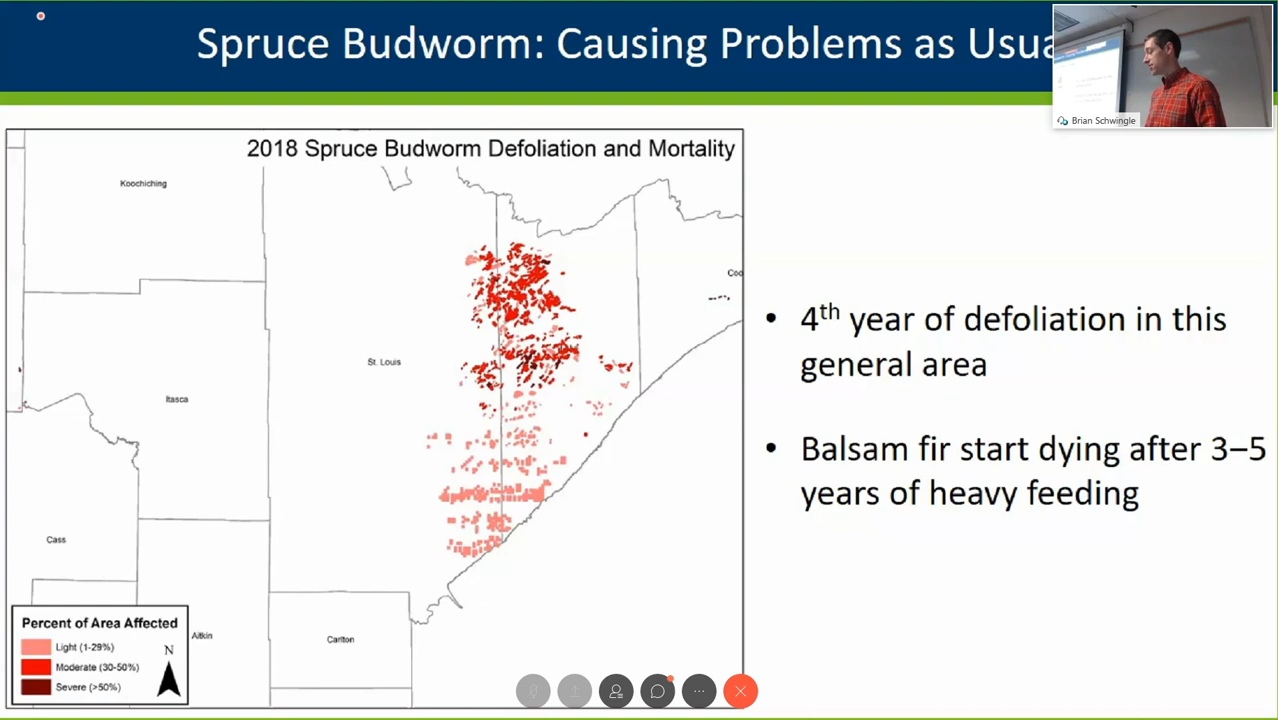 Spruce Budworm: Causing Problems as Usua
Brian Schwingle
2018 Spruce Budworm Defoliation and Mortality
Koochiching
Coo
St. Louis
Itasca
Cass
Aitkin
Carlton
Percent of Area Affected
Light (1-29%)
Moderate (30-50%)
Severe (>50%)
N
• 4th year of defoliation in this
general area
• Balsam fir start dying after 3–5
years of heavy feeding